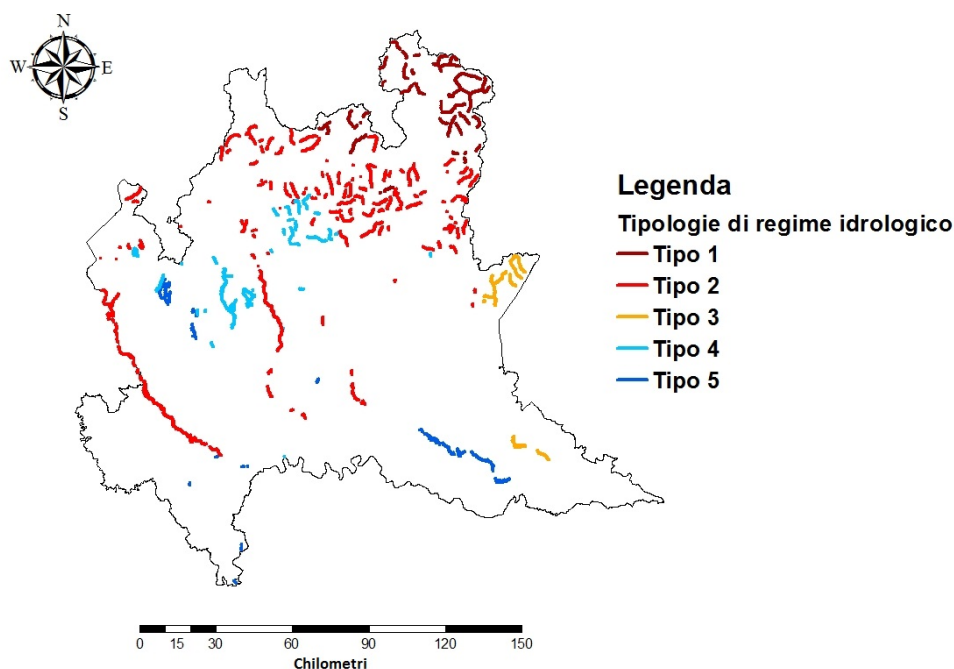 N
W E
S
Legenda
Tipologie di regime idrologico
Tipo 1
Tipo 2
Tipo 3
Tipo 4
Tipo 5
0 15 30 60 90 120 150
Chilometri